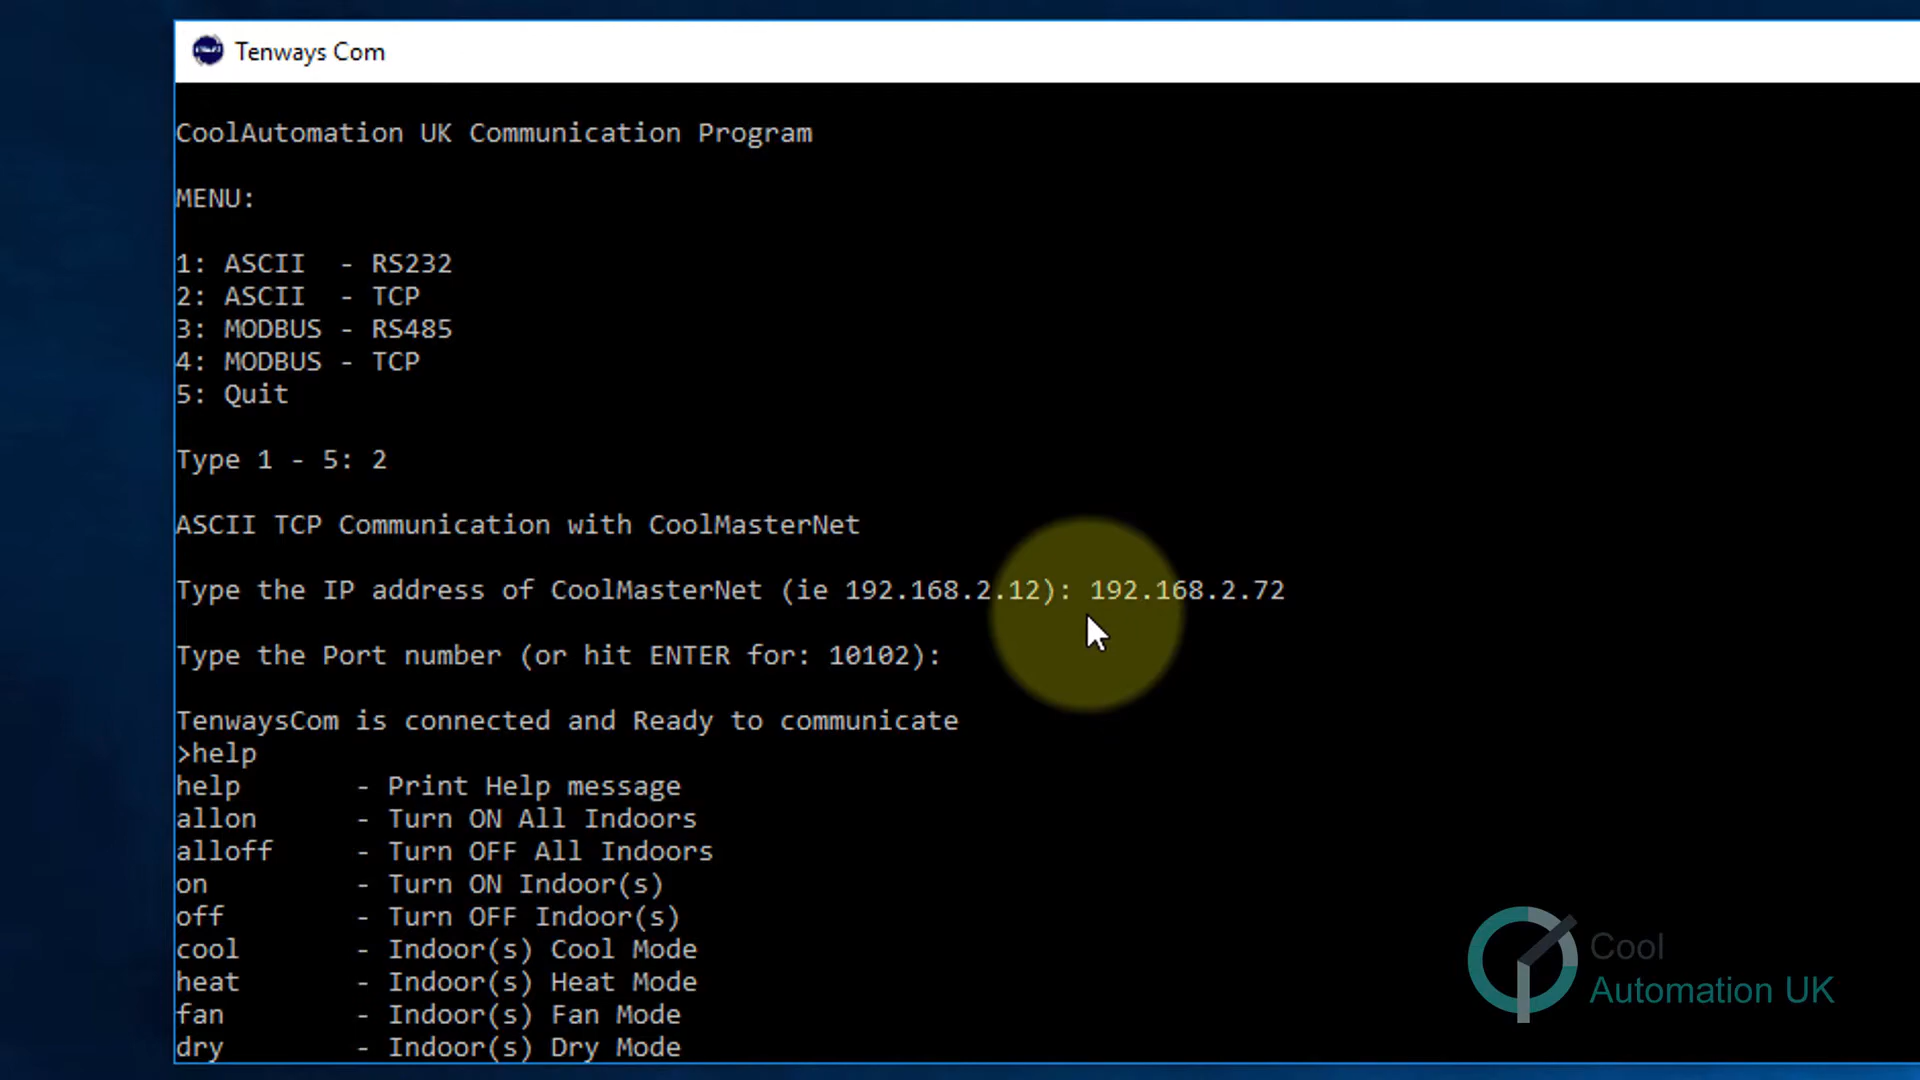 Tenways Com
CoolAutomation UK Communication Program
MENU:
1: ASCII  - RS232
2: ASCII  - TCP
3: MODBUS - RS485
4: MODBUS - TCP
5: Quit
Type 1 - 5: 2
ASCII TCP Communication with CoolMasterNet
Type the IP address of CoolMasterNet (ie 192.168.2.12): 192.168.2.72
Type the Port number (or hit ENTER for: 10102):
TenwaysCom is connected and Ready to communicate
>help
help       - Print Help message
allon      - Turn ON All Indoors
alloff     - Turn OFF All Indoors
on         - Turn ON Indoor(s)
off        - Turn OFF Indoor(s)
cool       - Indoor(s) Cool Mode
heat       - Indoor(s) Heat Mode
fan        - Indoor(s) Fan Mode
dry        - Indoor(s) Dry Mode
Cool
Automation UK